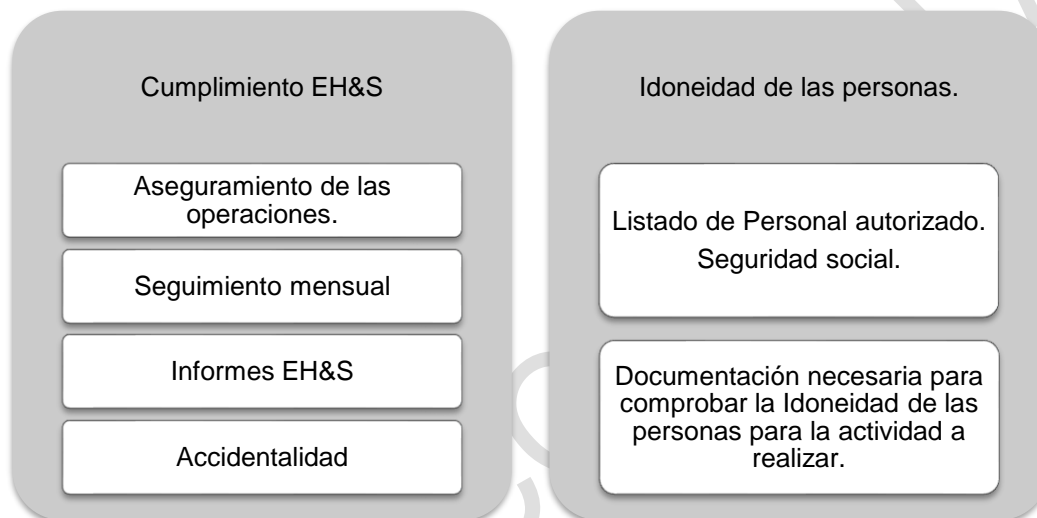 Cumplimiento EH&S
Aseguramiento de las
operaciones.
Seguimiento mensual
Informes EH&S
Accidentalidad
Idoneidad de las personas.
Listado de Personal autorizado.
Seguridad social.
Documentación necesaria para
comprobar la Idoneidad de las
personas para la actividad a
realizar.